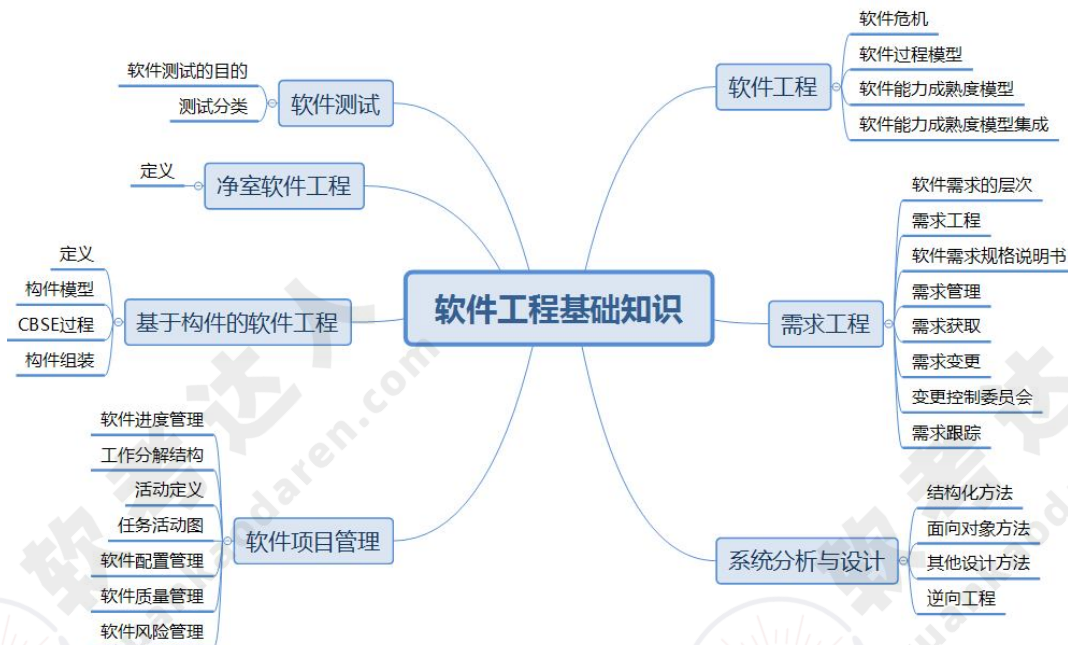 软件工程基础知识
软件工程
软件危机
软件过程模型
软件能力成熟度模型
软件能力成熟度模型集成
需求工程
软件需求的层次
需求工程
软件需求规格说明书
需求管理
需求获取
需求变更
变更控制委员会
需求跟踪
系统分析与设计
结构化方法
面向对象方法
其他设计方法
逆向工程
软件测试
软件测试的目的
测试分类
净室软件工程
定义
基于构件的软件工程
定义
构件模型
CBSE过程
构件组装
软件项目管理
软件进度管理
工作分解结构
活动定义
任务活动图
软件配置管理
软件质量管理
软件风险管理
软考达人